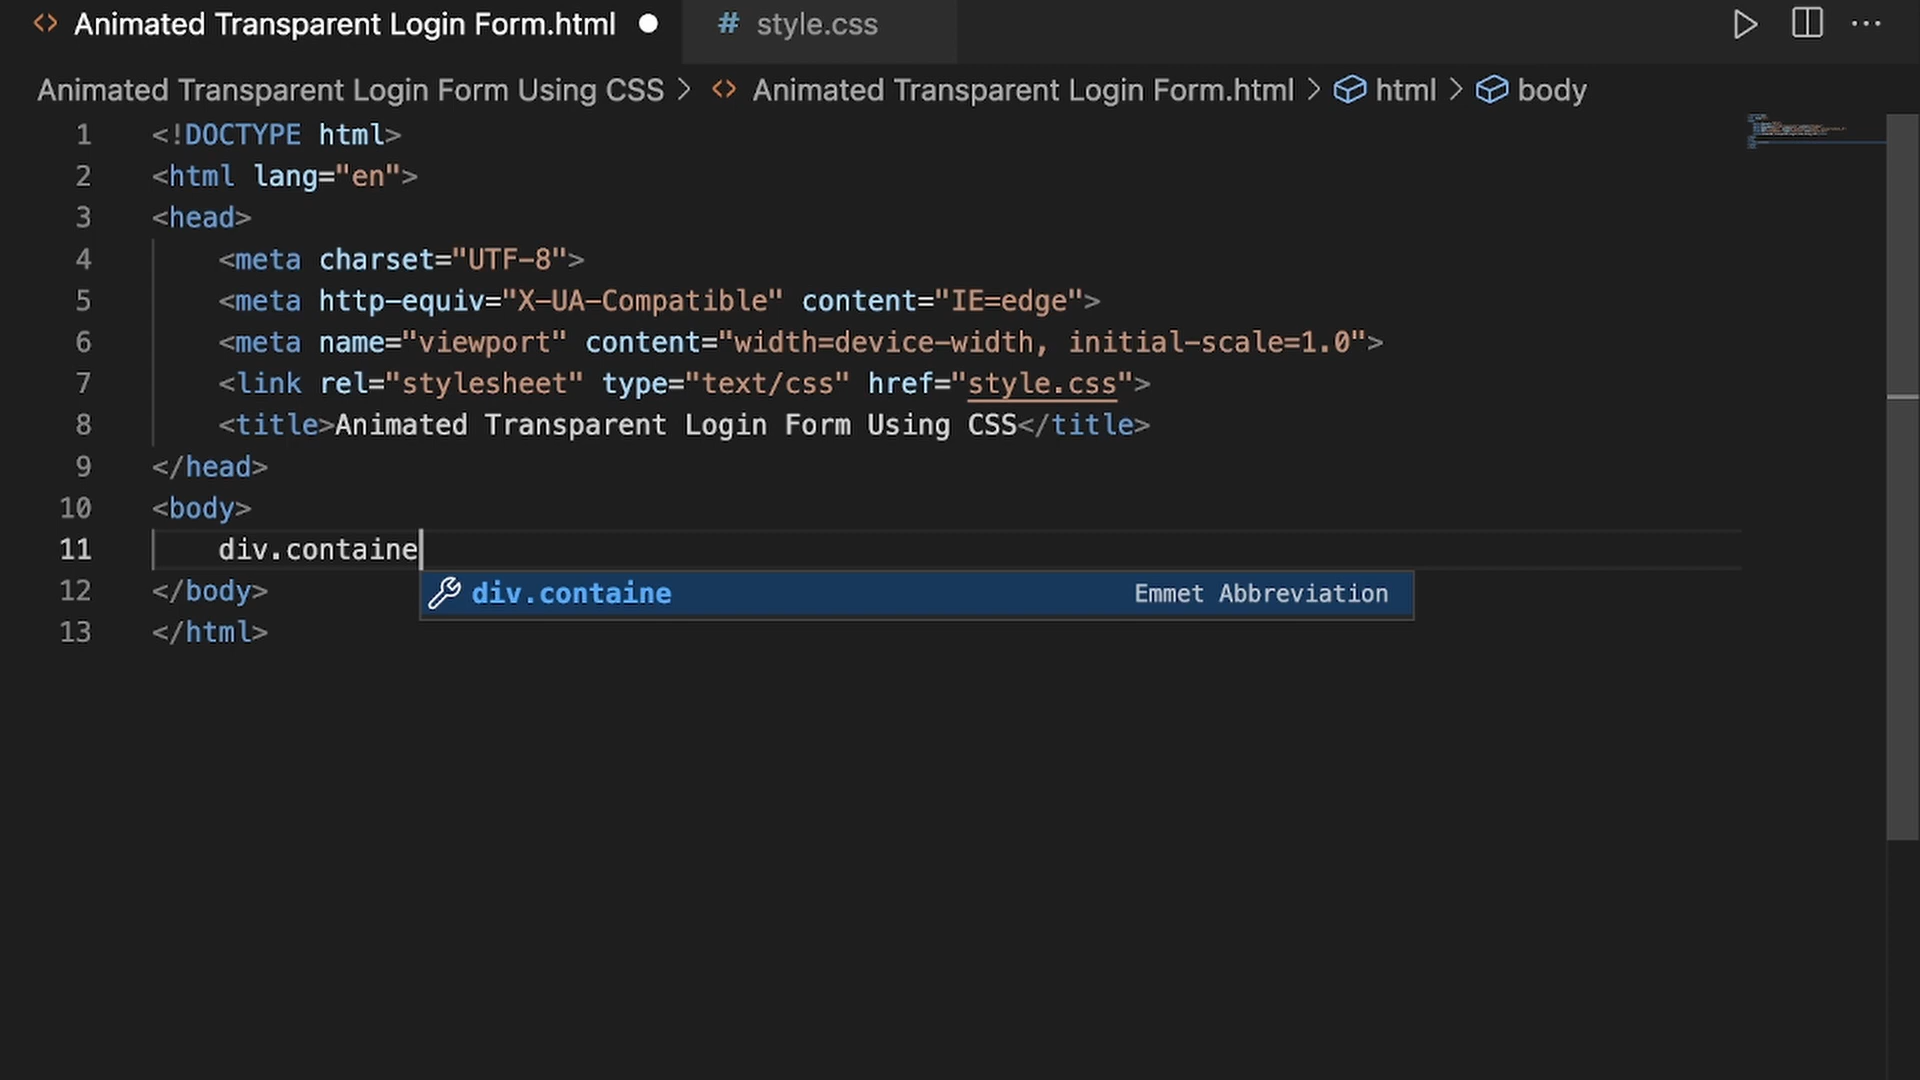 <> Animated Transparent Login Form.html ● # style.css
Animated Transparent Login Form Using CSS > <> Animated Transparent Login Form.html > html > body
1 <!DOCTYPE html>
2 <html lang="en">
3 <head>
4 <meta charset="UTF-8">
5 <meta http-equiv="X-UA-Compatible" content="IE=edge">
6 <meta name="viewport" content="width=device-width, initial-scale=1.0">
7 <link rel="stylesheet" type="text/css" href="style.css">
8 <title>Animated Transparent Login Form Using CSS</title>
9 </head>
10 <body>
11 div.containe
div.containe Emmet Abbreviation
12 </body>
13 </html>